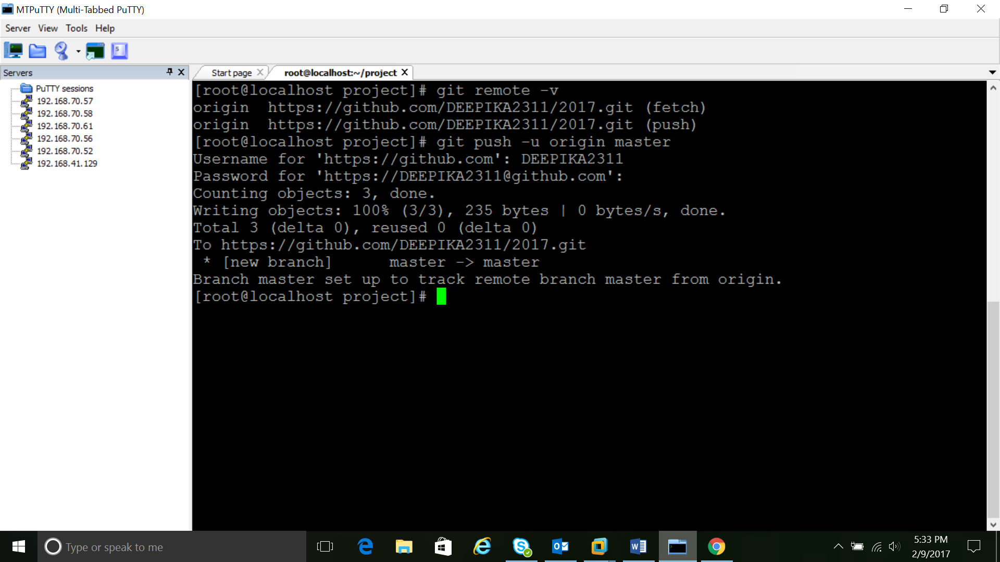 MTPuTTY (Multi-Tabbed PuTTY)
Server View Tools Help
Servers
PuTTY sessions
192.168.70.57
192.168.70.58
192.168.70.61
192.168.70.56
192.168.70.52
192.168.41.129
Start page
root@localhost:~/project
[root@localhost project]# git remote -v
origin  https://github.com/DEEPIKA2311/2017.git (fetch)
origin  https://github.com/DEEPIKA2311/2017.git (push)
[root@localhost project]# git push -u origin master
Username for 'https://github.com': DEEPIKA2311
Password for 'https://DEEPIKA2311@github.com':
Counting objects: 3, done.
Writing objects: 100% (3/3), 235 bytes | 0 bytes/s, done.
Total 3 (delta 0), reused 0 (delta 0)
To https://github.com/DEEPIKA2311/2017.git
 * [new branch]      master -> master
Branch master set up to track remote branch master from origin.
[root@localhost project]#
Type or speak to me
5:33 PM
2/9/2017